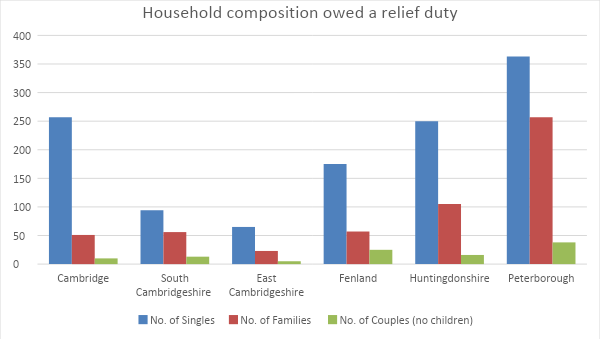 Household composition owed a relief duty
400
350
300
250
200
150
100
50
0
Cambridge
South
Cambridgeshire
East
Cambridgeshire
Fenland
Huntingdonshire
Peterborough
No. of Singles
No. of Families
No. of Couples (no children)